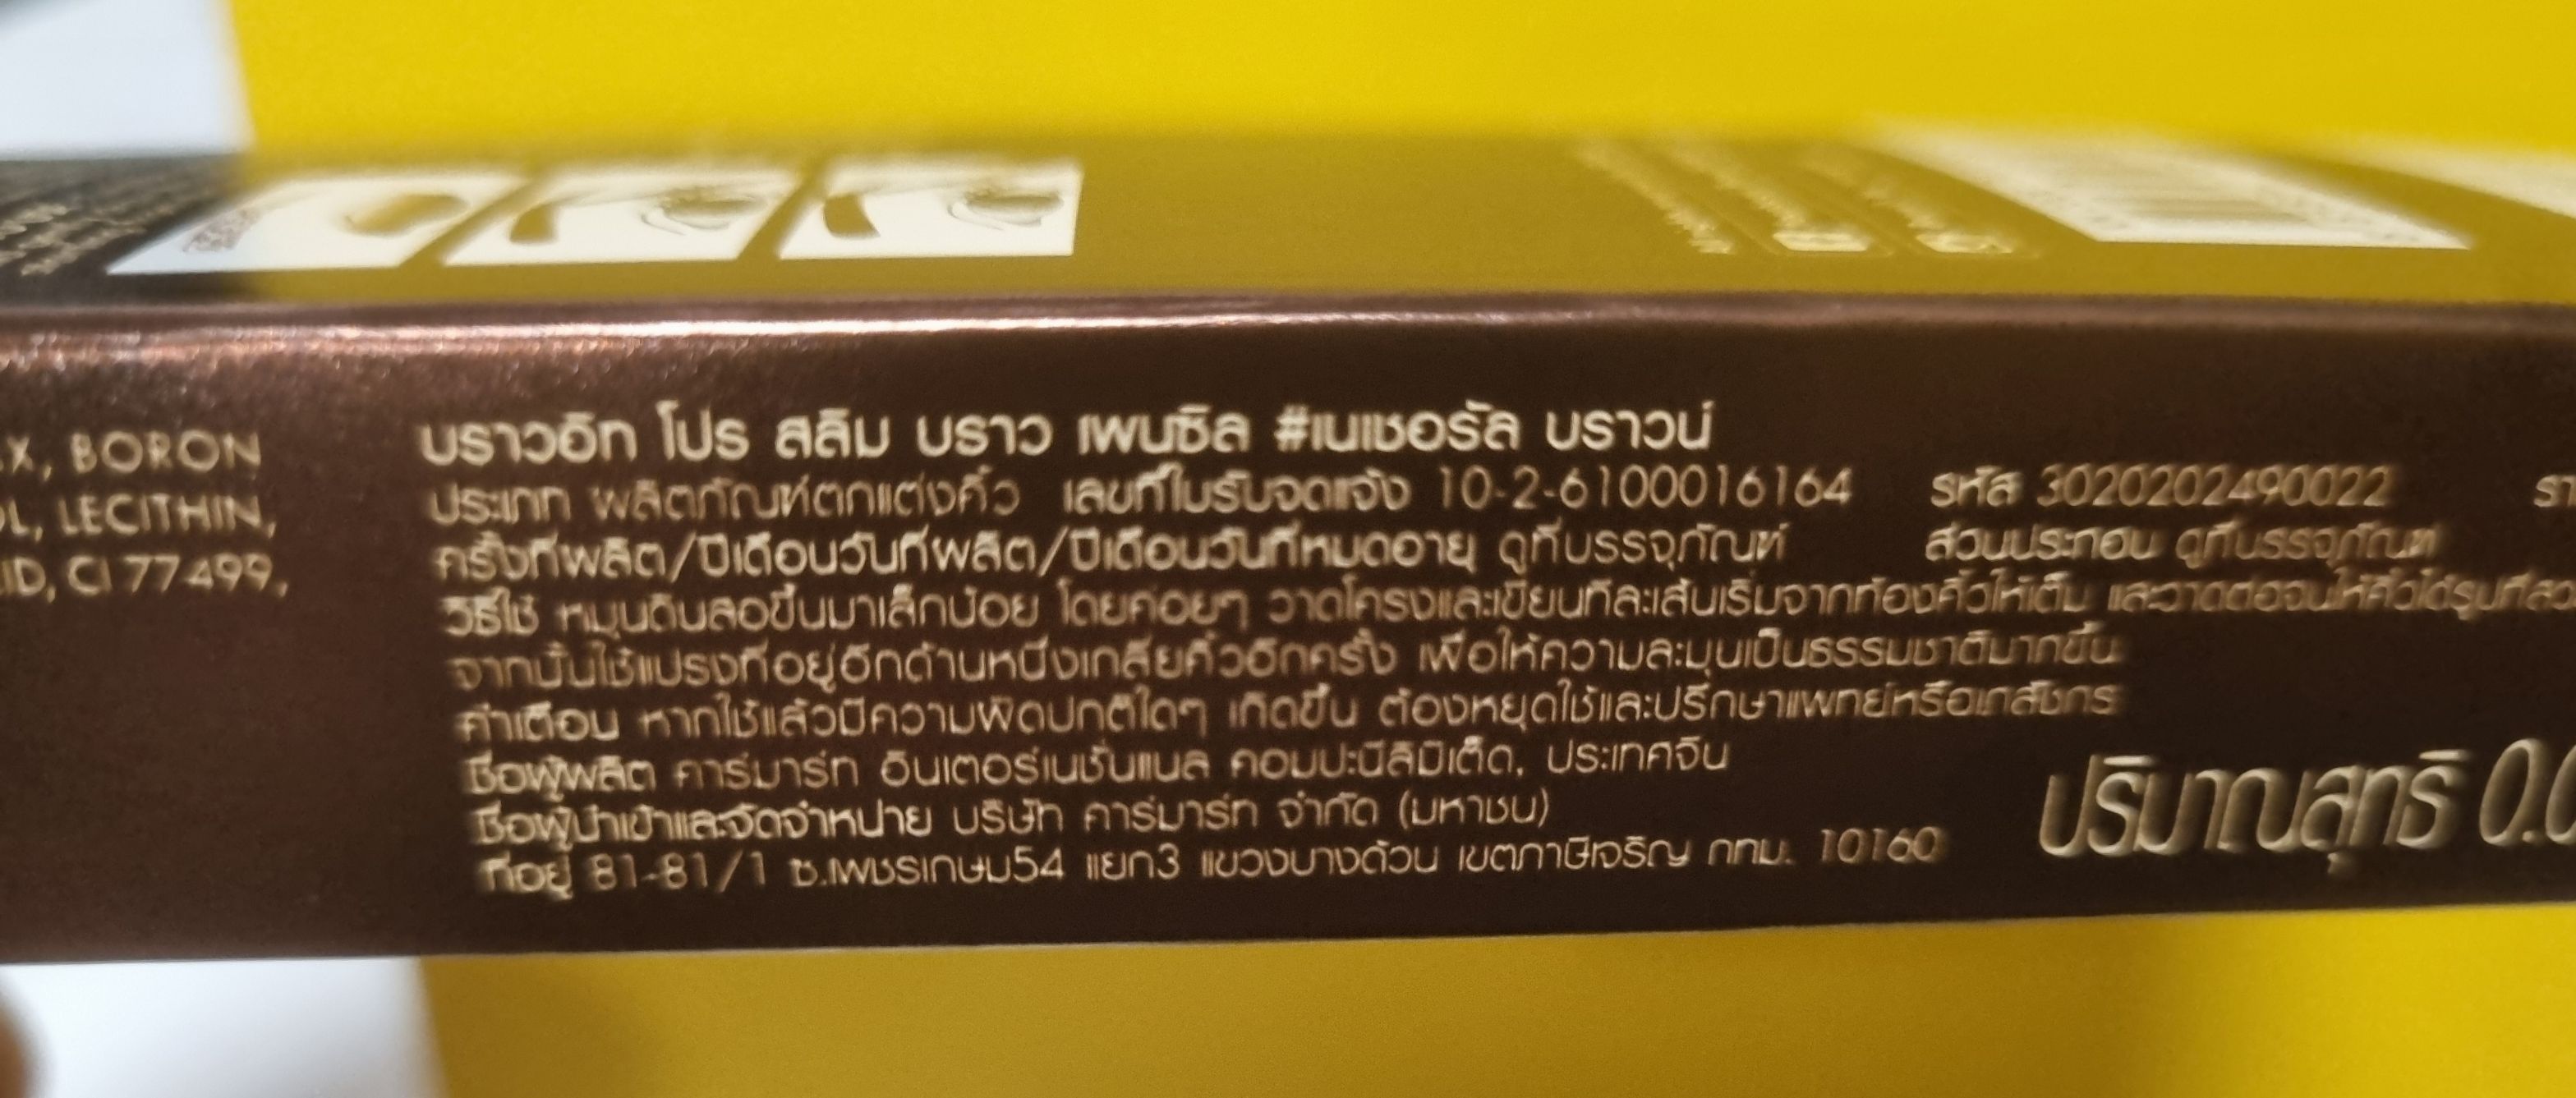 X, BORON
L, LECITHIN,
ID, CI 77499,
บราวอิท โปร สลิม บราว เพนซิล #เนเชอรัล บราวน์
ประเภท ผลิตภัณฑ์ตกแต่งคิ้ว เลขที่ใบรับจดแจ้ง 10-2-6100016164 รหัส 3020202490022
ครั้งที่ผลิต/ปีเดือนวันที่ผลิต/ปีเดือนวันที่หมดอายุ ดูที่บรรจุภัณฑ์ ส่วนประกอบ ดูที่บรรจุภัณฑ์
วิธีใช้ หมุนดินสอขึ้นมาเล็กน้อย โดยค่อยๆ วาดโครงและเขียนทีละเส้นเริ่มจากท้องคิ้วให้เต็ม และวาดต่อจนให้คิ้วได้รูปที่สว
จากนั้นใช้แปรงที่อยู่อีกด้านหนึ่งเกลี่ยคิ้วอีกครั้ง เพื่อให้ความละมุนเป็นธรรมชาติมากขึ้น
คำเตือน หากใช้แล้วมีความผิดปกติใดๆ เกิดขึ้น ต้องหยุดใช้และปรึกษาแพทย์หรือเภสัชกร
ชื่อผู้ผลิต คาร์มาร์ท อินเตอร์เนชั่นแนล คอมปะนีลิมิเต็ด, ประเทศจีน
ชื่อผู้นำเข้าและจัดจำหน่าย บริษัท คาร์มาร์ท จำกัด (มหาชน)
ที่อยู่ 81-81/1 ซ.เพชรเกษม54 แยก3 แขวงบางด้วน เขตภาษีเจริญ กทม. 10160
ปริมาณสุทธิ 0.0